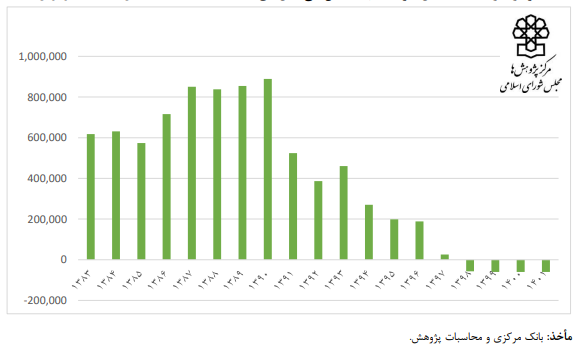 مرکز پژوهش‌ها
مجلس شورای اسلامی
1,000,000
800,000
600,000
400,000
200,000
0
-200,000
۱۳۸۳ ۱۳۸۴ ۱۳۸۵ ۱۳۸۶ ۱۳۸۷ ۱۳۸۸ ۱۳۸۹ ۱۳۹۰ ۱۳۹۱ ۱۳۹۲ ۱۳۹۳ ۱۳۹۴ ۱۳۹۵ ۱۳۹۶ ۱۳۹۷ ۱۳۹۸ ۱۳۹۹ ۱۴۰۰ ۱۴۰۱
مأخذ: بانک مرکزی و محاسبات پژوهش.